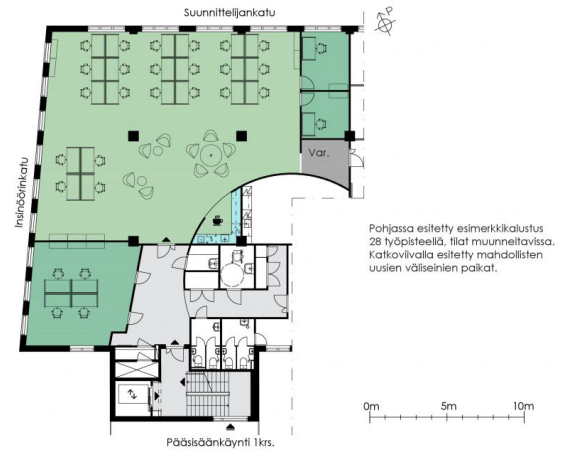 Suunnittelijankatu
P
Insinöörinkatu
Var.
Pohjassa esitetty esimerkkikalustus
28 työpisteellä, tilat muunneltavissa.
Katkoviivalla esitetty mahdollisten
uusien väliseinien paikat.
0m 5m 10m
Pääsisäänkäynti 1krs.